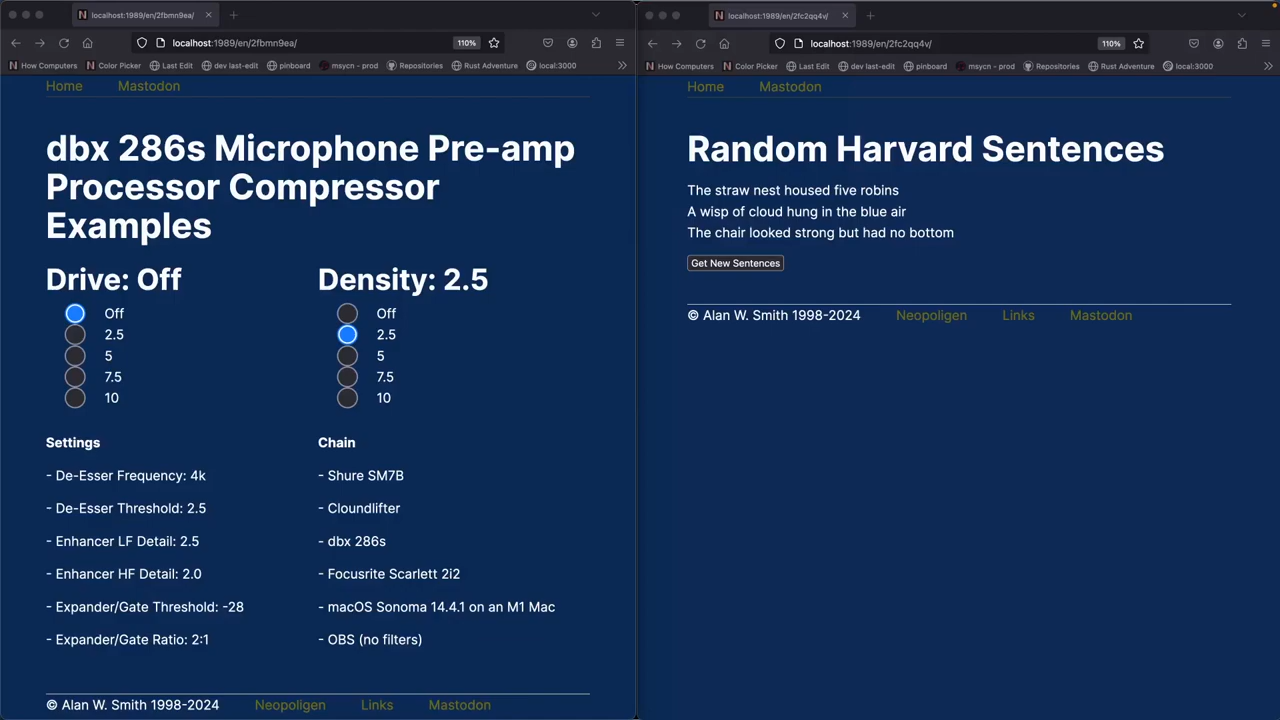 localhost:1989/en/2fbmn9ea/
localhost:1989/en/2fbmn9ea/
110%
How Computers
Color Picker
Last Edit
dev last-edit
pinboard
msycn - prod
Repositories
Rust Adventure
local:3000
Home Mastodon
dbx 286s Microphone Pre-amp
Processor Compressor
Examples
Drive: Off
Off
2.5
5
7.5
10
Density: 2.5
Off
2.5
5
7.5
10
Settings
- De-Esser Frequency: 4k
- De-Esser Threshold: 2.5
- Enhancer LF Detail: 2.5
- Enhancer HF Detail: 2.0
- Expander/Gate Threshold: -28
- Expander/Gate Ratio: 2:1
Chain
- Shure SM7B
- Cloundlifter
- dbx 286s
- Focusrite Scarlett 2i2
- macOS Sonoma 14.4.1 on an M1 Mac
- OBS (no filters)
© Alan W. Smith 1998-2024 Neopoligen Links Mastodon
localhost:1989/en/2fc2qq4v/
localhost:1989/en/2fc2qq4v/
110%
How Computers
Color Picker
Last Edit
dev last-edit
pinboard
msycn - prod
Repositories
Rust Adventure
local:3000
Home Mastodon
Random Harvard Sentences
The straw nest housed five robins
A wisp of cloud hung in the blue air
The chair looked strong but had no bottom
Get New Sentences
© Alan W. Smith 1998-2024 Neopoligen Links Mastodon